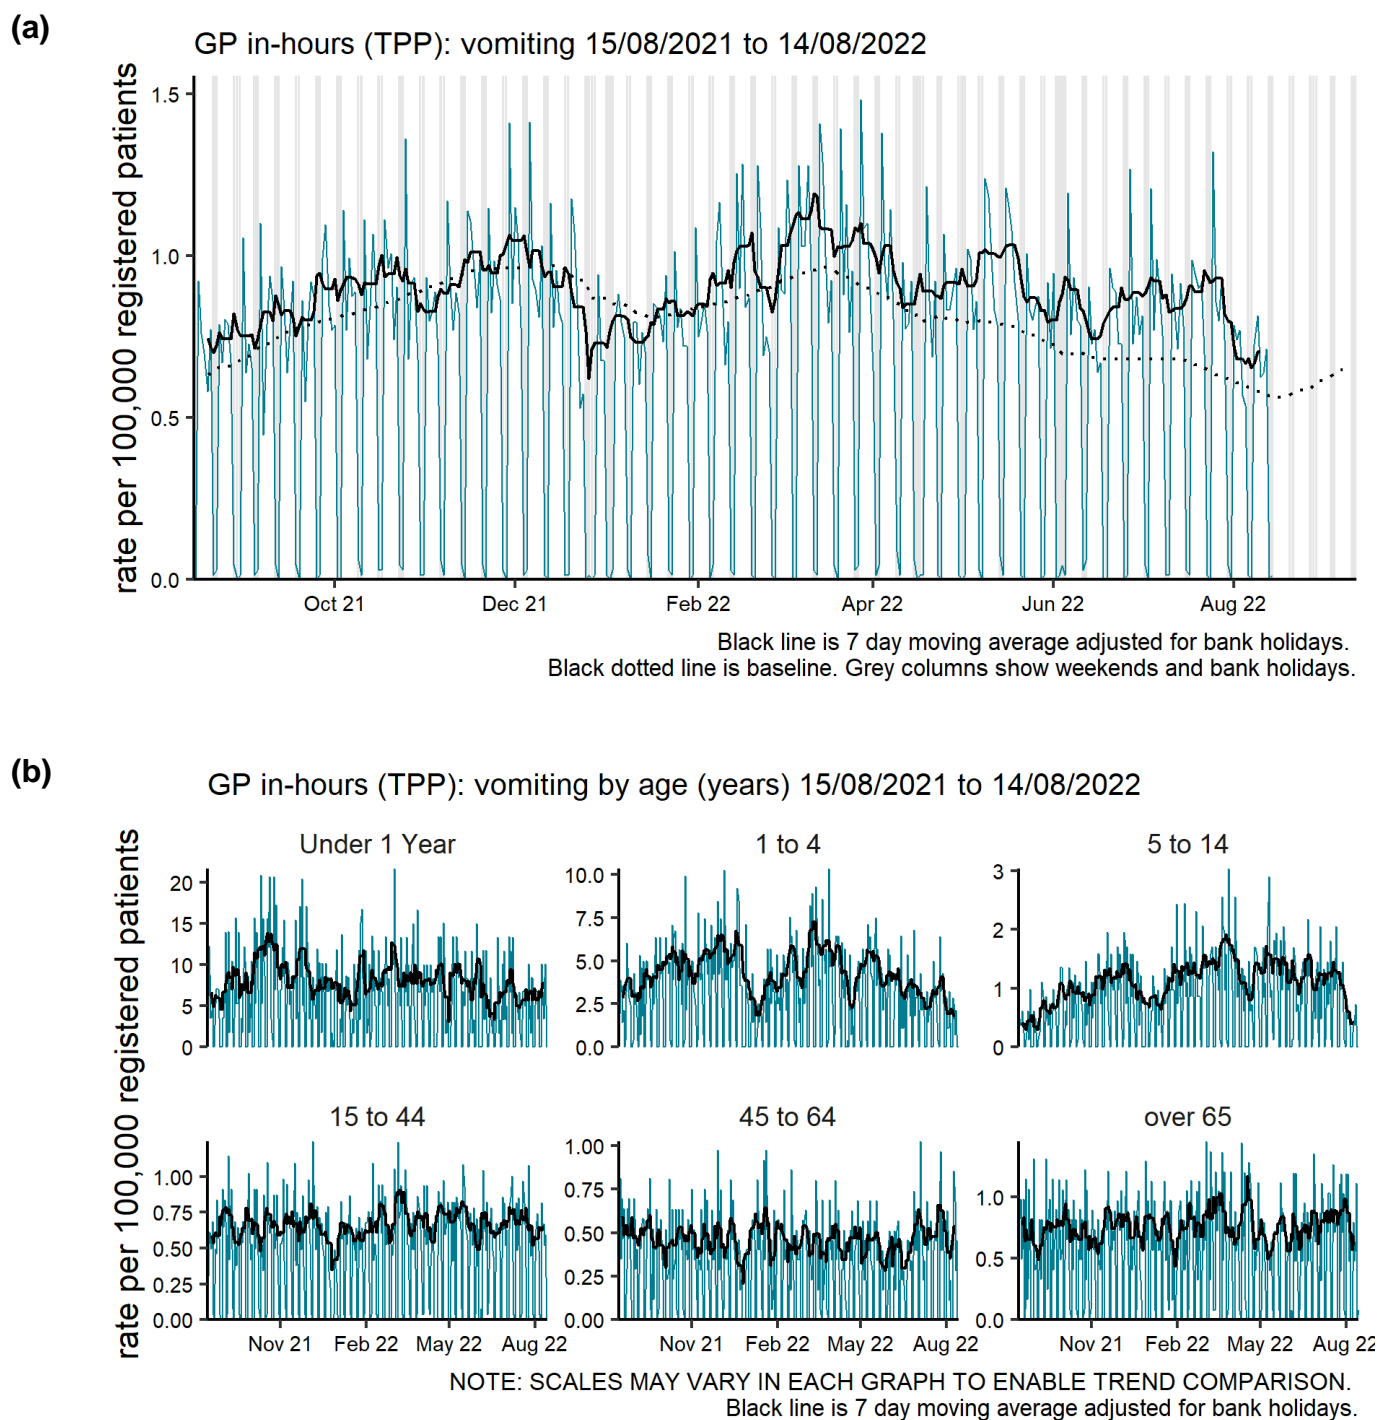 (a)
GP in-hours (TPP): vomiting 15/08/2021 to 14/08/2022
rate per 100,000 registered patients
1.5
1.0
0.5
0.0
Oct 21 Dec 21 Feb 22 Apr 22 Jun 22 Aug 22
Black line is 7 day moving average adjusted for bank holidays.
Black dotted line is baseline. Grey columns show weekends and bank holidays.
(b)
GP in-hours (TPP): vomiting by age (years) 15/08/2021 to 14/08/2022
rate per 100,000 registered patients
Under 1 Year
20
15
10
5
0
1 to 4
10.0
7.5
5.0
2.5
0.0
5 to 14
3
2
1
0
15 to 44
1.00
0.75
0.50
0.25
0.00
Nov 21 Feb 22 May 22 Aug 22
45 to 64
1.00
0.75
0.50
0.25
0.00
Nov 21 Feb 22 May 22 Aug 22
over 65
1.0
0.5
0.0
Nov 21 Feb 22 May 22 Aug 22
NOTE: SCALES MAY VARY IN EACH GRAPH TO ENABLE TREND COMPARISON.
Black line is 7 day moving average adjusted for bank holidays.